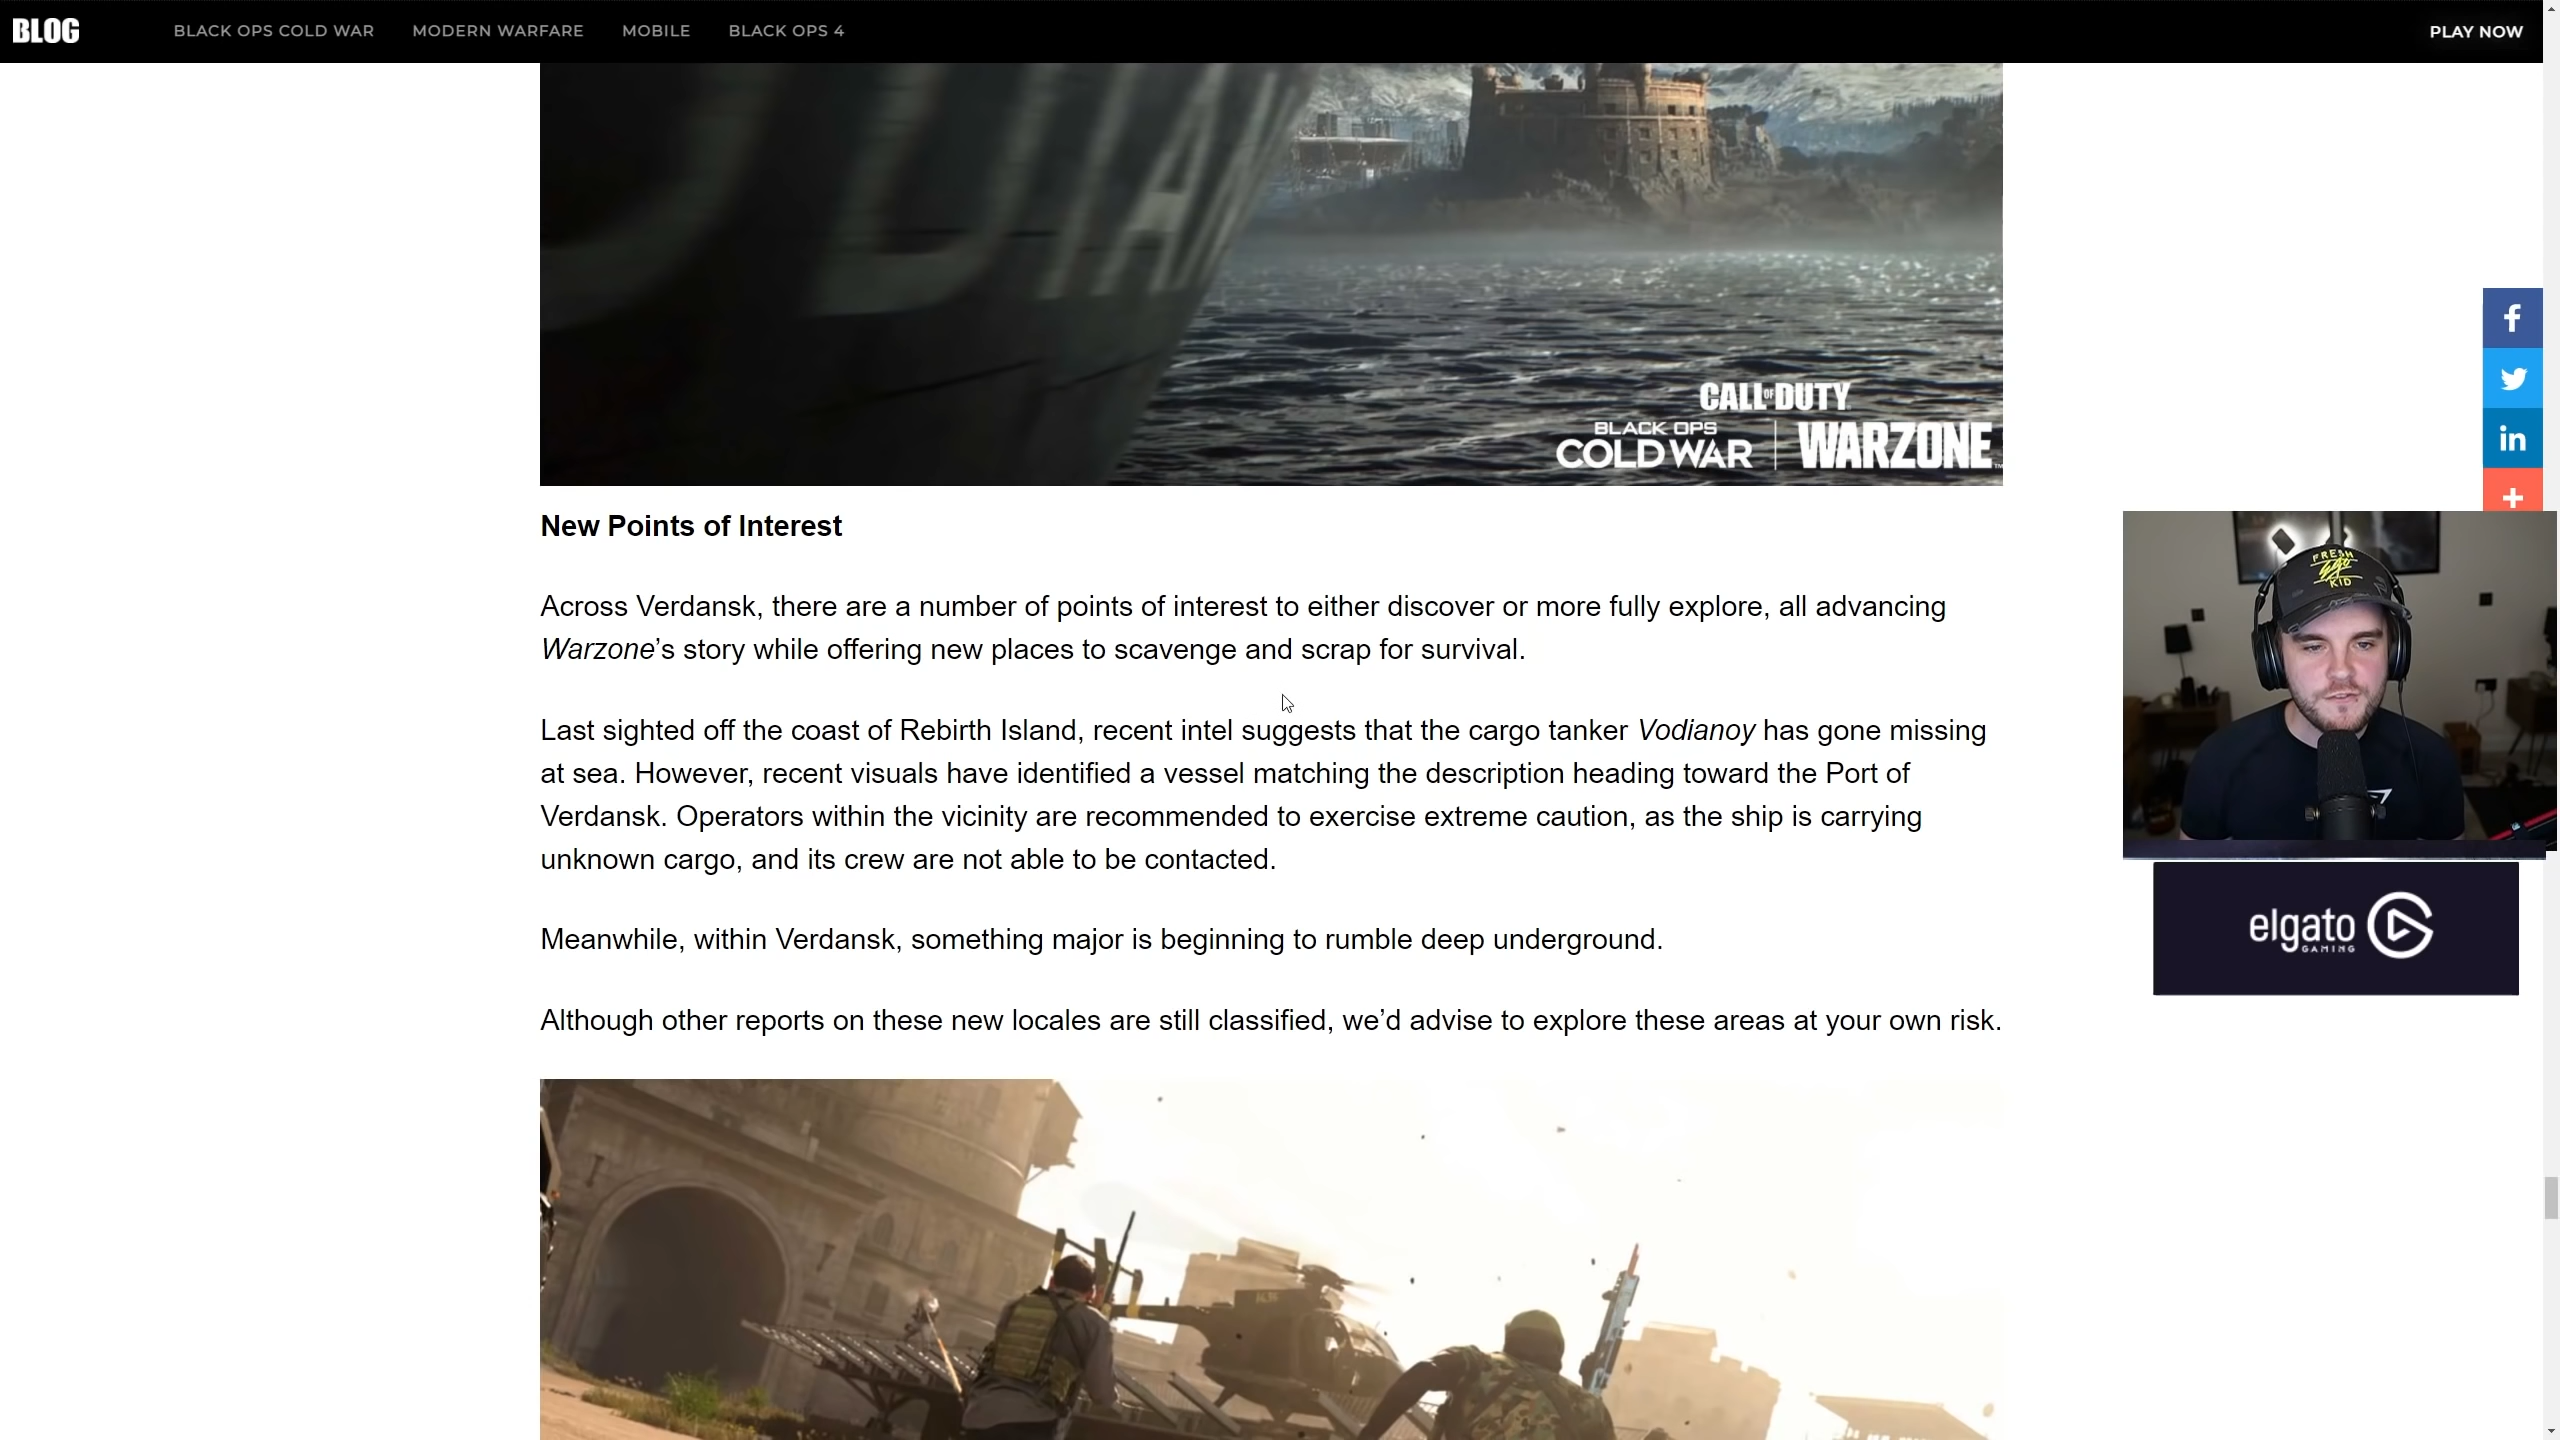 BLOG
BLACK OPS COLD WAR
MODERN WARFARE
MOBILE
BLACK OPS 4
PLAY NOW
CALL OF DUTY
BLACK OPS
COLD WAR
WARZONE
New Points of Interest
Across Verdansk, there are a number of points of interest to either discover or more fully explore, all advancing
Warzone’s story while offering new places to scavenge and scrap for survival.
Last sighted off the coast of Rebirth Island, recent intel suggests that the cargo tanker Vodianoy has gone missing
at sea. However, recent visuals have identified a vessel matching the description heading toward the Port of
Verdansk. Operators within the vicinity are recommended to exercise extreme caution, as the ship is carrying
unknown cargo, and its crew are not able to be contacted.
Meanwhile, within Verdansk, something major is beginning to rumble deep underground.
Although other reports on these new locales are still classified, we’d advise to explore these areas at your own risk.
FRESH
ego
KID
elgato
GAMING